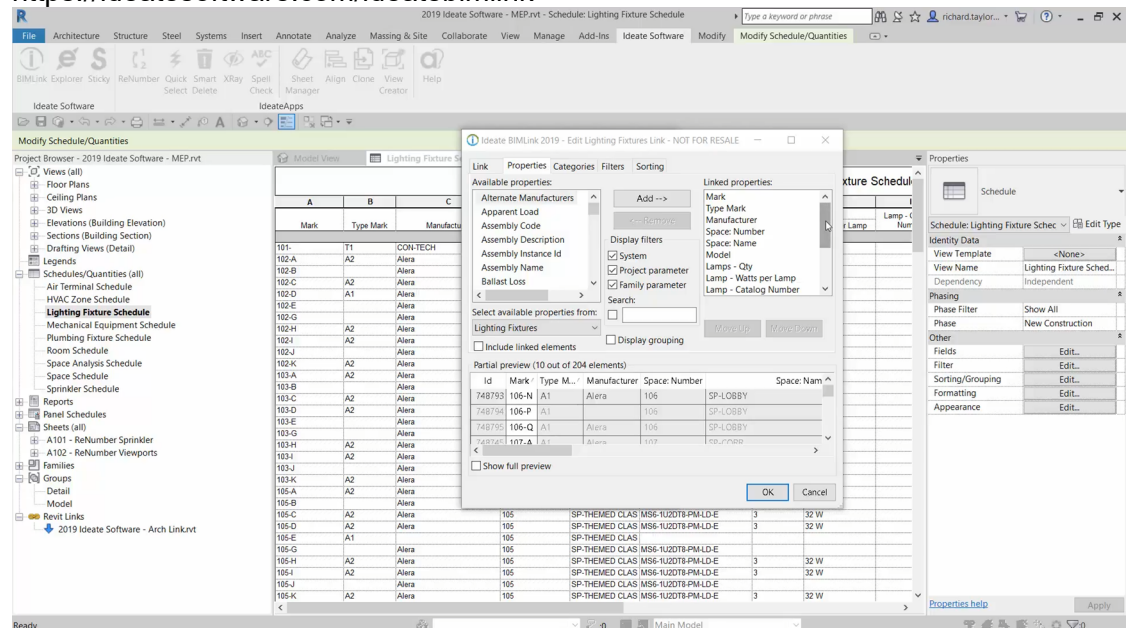 2019 Ideate Software - MEP.rvt - Schedule: Lighting Fixture Schedule
Type a keyword or phrase
richard.taylor...
File Architecture Structure Steel Systems Insert Annotate Analyze Massing & Site Collaborate View Manage Add-Ins Ideate Software Modify Modify Schedule/Quantities
BIMLink Explorer Sticky ReNumber Quick Select Smart Delete XRay Spell Check Sheet Manager Align Clone View Creator Help
Ideate Software IdeateApps
Modify Schedule/Quantities
Project Browser - 2019 Ideate Software - MEP.rvt
Views (all)
Floor Plans
Ceiling Plans
3D Views
Elevations (Building Elevation)
Sections (Building Section)
Drafting Views (Detail)
Legends
Schedules/Quantities (all)
Air Terminal Schedule
HVAC Zone Schedule
Lighting Fixture Schedule
Mechanical Equipment Schedule
Plumbing Fixture Schedule
Room Schedule
Space Analysis Schedule
Space Schedule
Sprinkler Schedule
Reports
Panel Schedules
Sheets (all)
A101 - ReNumber Sprinkler
A102 - ReNumber Viewports
Families
Groups
Detail
Model
Revit Links
2019 Ideate Software - Arch Link.rvt
Model View
Lighting Fixture S
xture Schedul
A B C
Mark Type Mark Manufactu
r Lamp
Lamp - C
Num
101- T1 CON-TECH
102-A A2 Alera
102-B Alera
102-C A2 Alera
102-D A1 Alera
102-E Alera
102-G Alera
102-H A2 Alera
102-I A2 Alera
102-J Alera
102-K A2 Alera
103-A A2 Alera
103-B Alera
103-C A2 Alera
103-D A2 Alera
103-E Alera
103-G Alera
103-H A2 Alera
103-I A2 Alera
103-J Alera
103-K A2 Alera
105-A A2 Alera
105-B Alera
105-C A2 Alera 105 SP-THEMED CLAS MS6-1U2DT8-PM-LD-E 3 32 W
105-D A2 Alera 105 SP-THEMED CLAS MS6-1U2DT8-PM-LD-E 3 32 W
105-E A1 105 SP-THEMED CLAS
105-G Alera 105 SP-THEMED CLAS MS6-1U2DT8-PM-LD-E
105-H A2 Alera 105 SP-THEMED CLAS MS6-1U2DT8-PM-LD-E 3 32 W
105-I A2 Alera 105 SP-THEMED CLAS MS6-1U2DT8-PM-LD-E 3 32 W
105-J Alera 105 SP-THEMED CLAS MS6-1U2DT8-PM-LD-E
105-K A2 Alera 105 SP-THEMED CLAS MS6-1U2DT8-PM-LD-E 3 32 W
Ideate BIMLink 2019 - Edit Lighting Fixtures Link - NOT FOR RESALE
Link Properties Categories Filters Sorting
Available properties:
Alternate Manufacturers
Apparent Load
Assembly Code
Assembly Description
Assembly Instance Id
Assembly Name
Ballast Loss
Select available properties from:
Lighting Fixtures
Include linked elements
Add -->
<-- Remove
Display filters
System
Project parameter
Family parameter
Search:
Display grouping
Linked properties:
Mark
Type Mark
Manufacturer
Space: Number
Space: Name
Model
Lamps - Qty
Lamp - Watts per Lamp
Lamp - Catalog Number
Move Up Move Down
Partial preview (10 out of 204 elements)
Id Mark Type M... Manufacturer Space: Number Space: Nam
748793 106-N A1 Alera 106 SP-LOBBY
748794 106-P A1 106 SP-LOBBY
748795 106-Q A1 Alera 106 SP-LOBBY
748745 107-A A1 Alera 107 SP-CORR
Show full preview
OK Cancel
Properties
Schedule
Schedule: Lighting Fixture Schec Edit Type
Identity Data
View Template <None>
View Name Lighting Fixture Sched...
Dependency Independent
Phasing
Phase Filter Show All
Phase New Construction
Other
Fields Edit...
Filter Edit...
Sorting/Grouping Edit...
Formatting Edit...
Appearance Edit...
Properties help Apply
Ready
:0 Main Model
:0